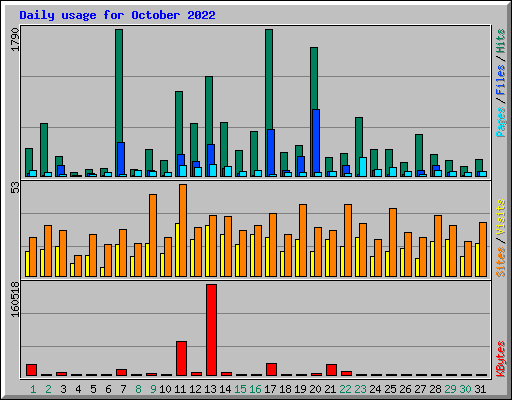 Daily usage for October 2022
1790
Pages / Files / Hits
53
Sites / Visits
160518
KBytes
1 2 3 4 5 6 7 8 9 10 11 12 13 14 15 16 17 18 19 20 21 22 23 24 25 26 27 28 29 30 31